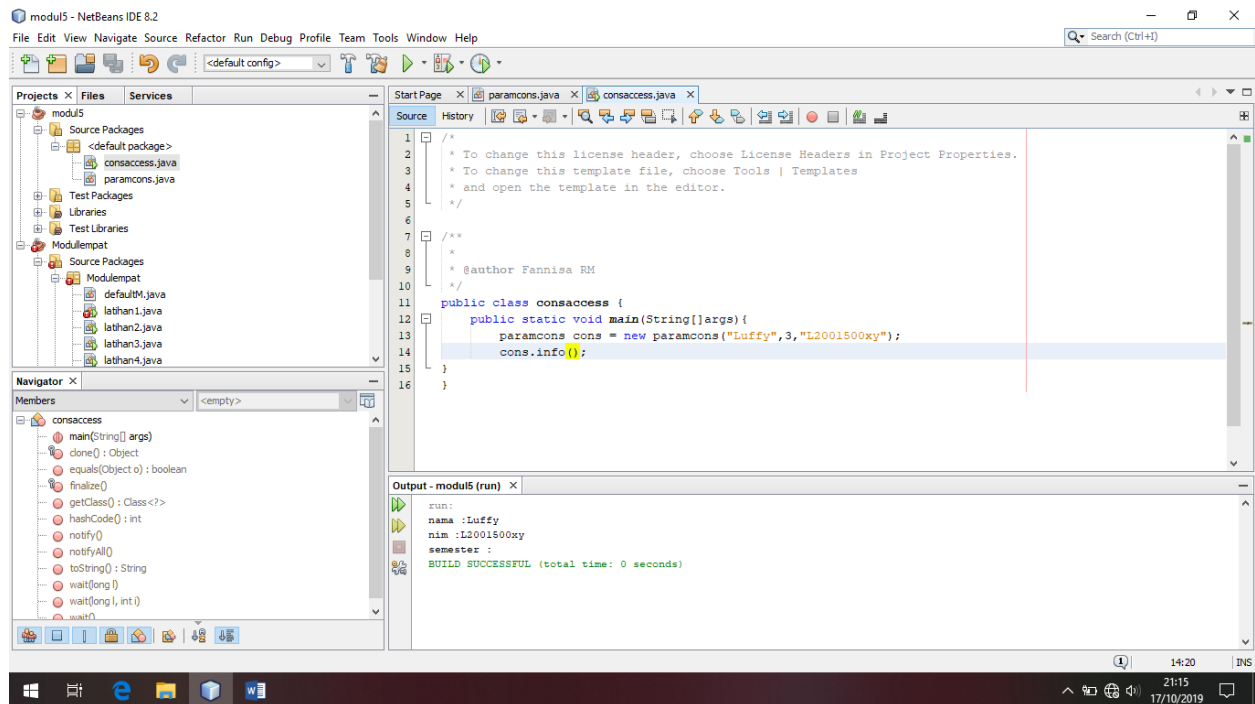 modul5 - NetBeans IDE 8.2
File Edit View Navigate Source Refactor Run Debug Profile Team Tools Window Help
Search (Ctrl+I)
<default config>
Projects Files Services
modul5
Source Packages
<default package>
consaccess.java
paramcons.java
Test Packages
Libraries
Test Libraries
Modullempat
Source Packages
Modulempat
defaultM.java
latihan1.java
latihan2.java
latihan3.java
latihan4.java
Navigator
Members
<empty>
consaccess
main(String[] args)
clone() : Object
equals(Object o) : boolean
finalize()
getClass() : Class<?>
hashCode() : int
notify()
notifyAll()
toString() : String
wait(long l)
wait(long l, int i)
wait()
Start Page paramcons.java consaccess.java
Source History
1 /*
2 * To change this license header, choose License Headers in Project Properties.
3 * To change this template file, choose Tools | Templates
4 * and open the template in the editor.
5 */
6
7 /**
8 *
9 * @author Fannisa RM
10 */
11 public class consaccess {
12 public static void main(String[]args){
13 paramcons cons = new paramcons("Luffy",3,"L2001500xy");
14 cons.info();
15 }
16 }
Output - modul5 (run)
run:
nama :Luffy
nim :L2001500xy
semester :
BUILD SUCCESSFUL (total time: 0 seconds)
1
14:20
INS
21:15
17/10/2019